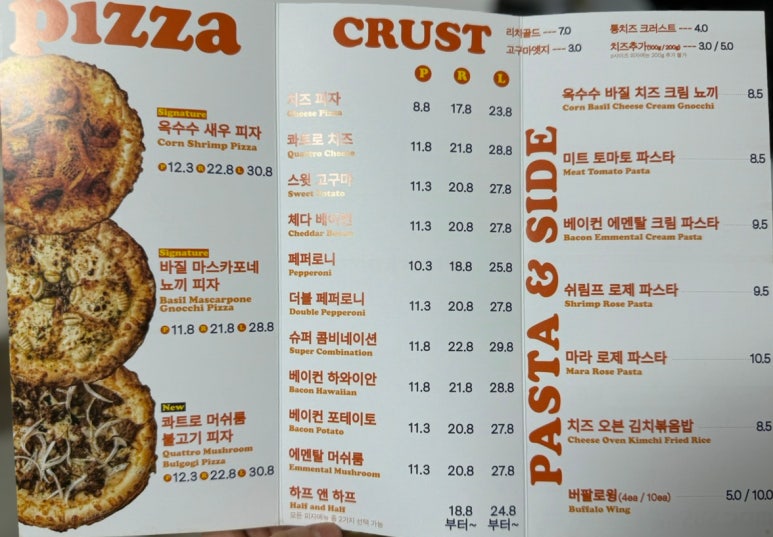 pizza
Signature
옥수수 새우 피자
Corn Shrimp Pizza
P 12.3 R 22.8 L 30.8
Signature
바질 마스카포네
뇨끼 피자
Basil Mascarpone
Gnocchi Pizza
P 11.8 R 21.8 L 28.8
New
콰트로 머쉬룸
불고기 피자
Quattro Mushroom
Bulgogi Pizza
P 12.3 R 22.8 L 30.8
CRUST
리치골드 --- 7.0
통치즈 크러스트 --- 4.0
고구마엣지 --- 3.0
치즈추가(100g / 200g) --- 3.0 / 5.0
P R L
치즈 피자 8.8 17.8 23.8
Cheese Pizza
콰트로 치즈 11.8 21.8 28.8
Quattro Cheese
스윗 고구마 11.3 20.8 27.8
Sweet Potato
체다 베이컨 11.3 20.8 27.8
Cheddar Bacon
페퍼로니 10.3 18.8 25.8
Pepperoni
더블 페퍼로니 11.3 20.8 27.8
Double Pepperoni
슈퍼 콤비네이션 11.8 22.8 29.8
Super Combination
베이컨 하와이안 11.8 21.8 28.8
Bacon Hawaiian
베이컨 포테이토 11.3 20.8 27.8
Bacon Potato
에멘탈 머쉬룸 11.3 20.8 27.8
Emmental Mushroom
하프 앤 하프 18.8 24.8
Half and Half 부터~ 부터~
모든 피자메뉴 중 2가지 선택 가능
PASTA & SIDE
옥수수 바질 치즈 크림 뇨끼 8.5
Corn Basil Cheese Cream Gnocchi
미트 토마토 파스타 8.5
Meat Tomato Pasta
베이컨 에멘탈 크림 파스타 9.5
Bacon Emmental Cream Pasta
쉬림프 로제 파스타 9.5
Shrimp Rose Pasta
마라 로제 파스타 10.5
Mara Rose Pasta
치즈 오븐 김치볶음밥 8.5
Cheese Oven Kimchi Fried Rice
버팔로윙(4ea / 10ea) 5.0 / 10.0
Buffalo Wing